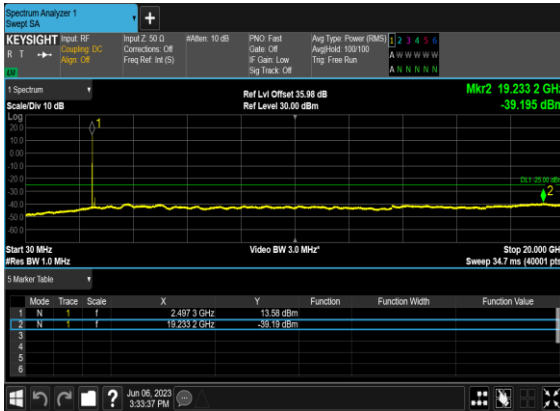 Spectrum Analyzer 1
Swept SA
+
KEYSIGHT Input: RF Input Z: 50 Ω #Atten: 10 dB PNO: Fast Avg Type: Power (RMS) 1 2 3 4 5 6
R T Coupling: DC Corrections: Off Gate: Off Avg|Hold: 100/100 A W W W W W
Align: Off Freq Ref: Int (S) IF Gain: Low Trig: Free Run
LXI Sig Track: Off A N N N N N
1 Spectrum Ref Lvl Offset 35.98 dB Mkr2 19.233 2 GHz
Scale/Div 10 dB Ref Level 30.00 dBm -39.195 dBm
Log
20.0
10.0
0.00
-10.0
-20.0
-30.0
-40.0
-50.0
-60.0
1
DL1 -25.00 dBm
2
Start 30 MHz Video BW 3.0 MHz* Stop 20.000 GHz
#Res BW 1.0 MHz Sweep 34.7 ms (40001 pts)
5 Marker Table
Mode Trace Scale X Y Function Function Width Function Value
1 N 1 f 2.497 3 GHz 13.58 dBm
2 N 1 f 19.233 2 GHz -39.19 dBm
3
4
5
6
? Jun 06, 2023
3:33:37 PM